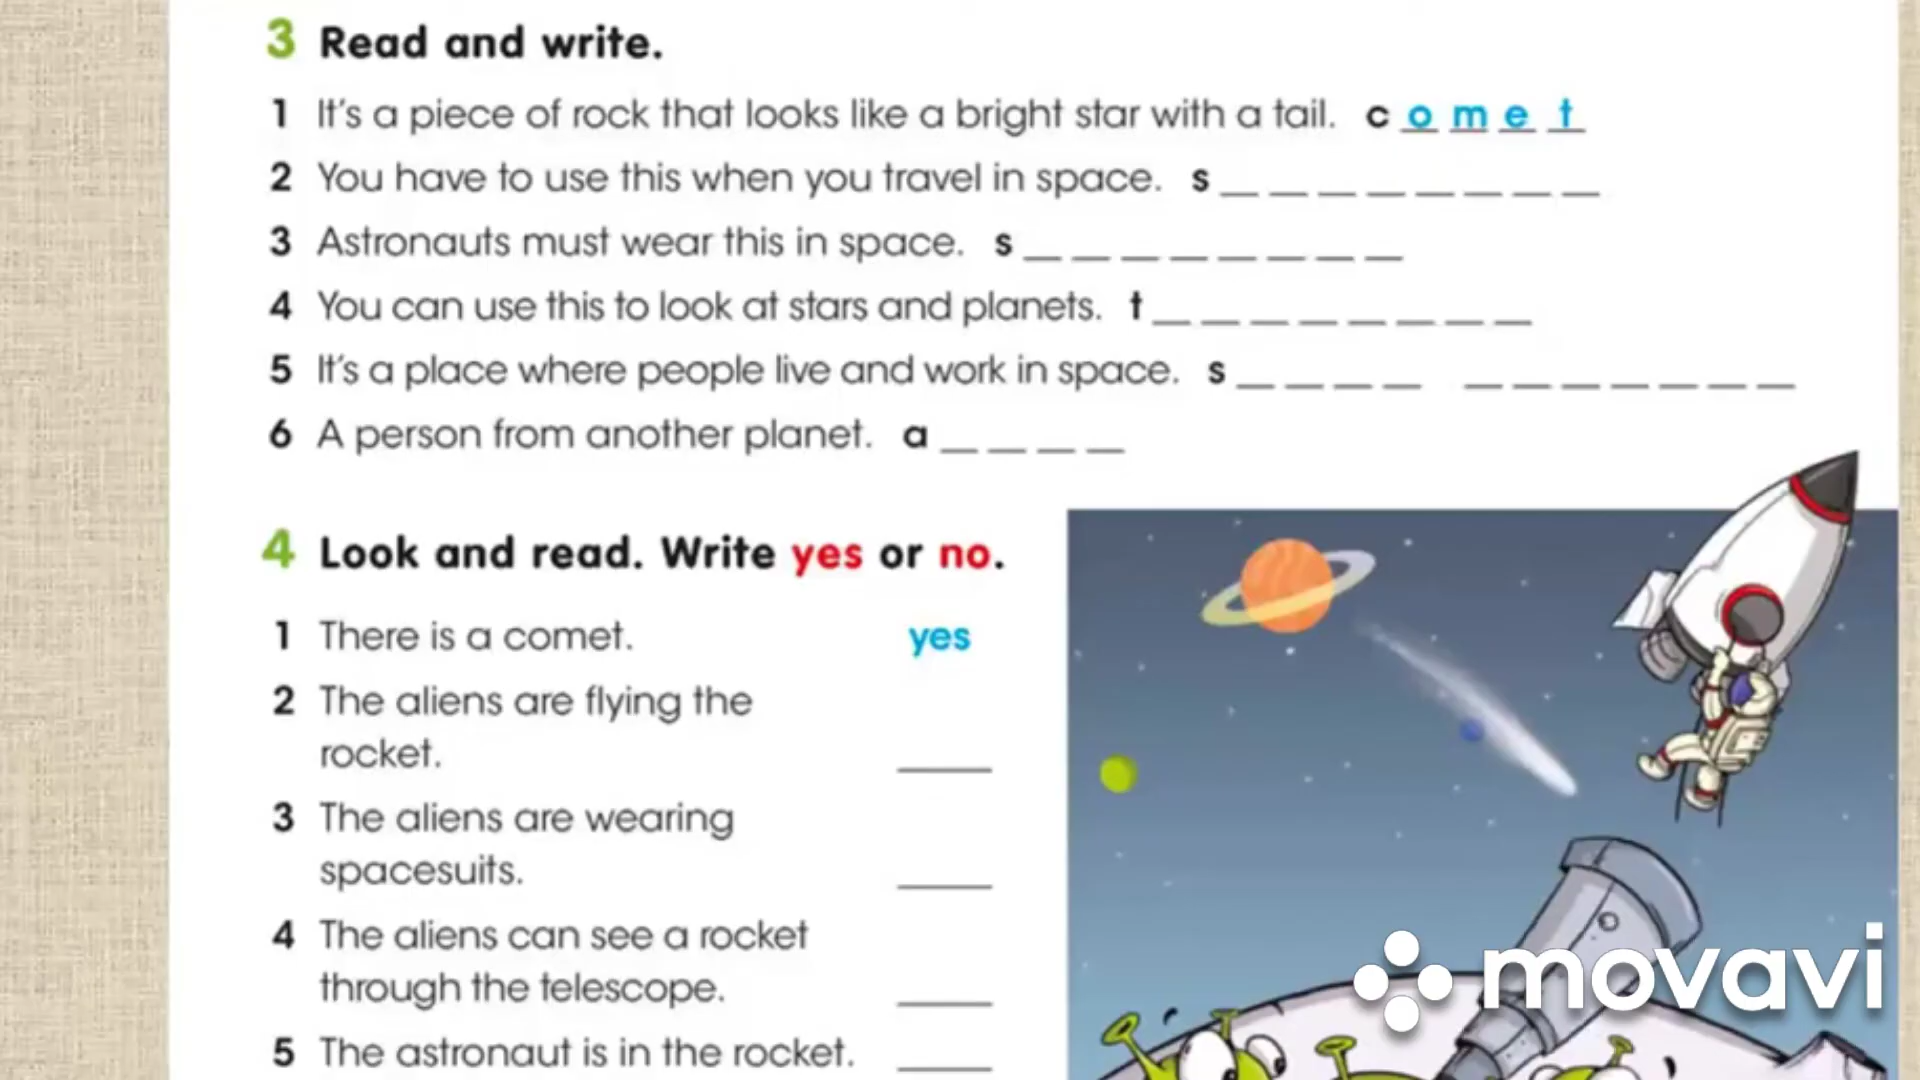 3 Read and write.
1 It's a piece of rock that looks like a bright star with a tail. c o m e t
2 You have to use this when you travel in space. s _ _ _ _ _ _ _ _
3 Astronauts must wear this in space. s _ _ _ _ _ _ _ _
4 You can use this to look at stars and planets. t _ _ _ _ _ _ _ _
5 It's a place where people live and work in space. s _ _ _ _ _ _ _ _ _ _ _
6 A person from another planet. a _ _ _ _
4 Look and read. Write yes or no.
1 There is a comet. yes
2 The aliens are flying the
rocket. ____
3 The aliens are wearing
spacesuits. ____
4 The aliens can see a rocket
through the telescope. ____
5 The astronaut is in the rocket. ____
movavi